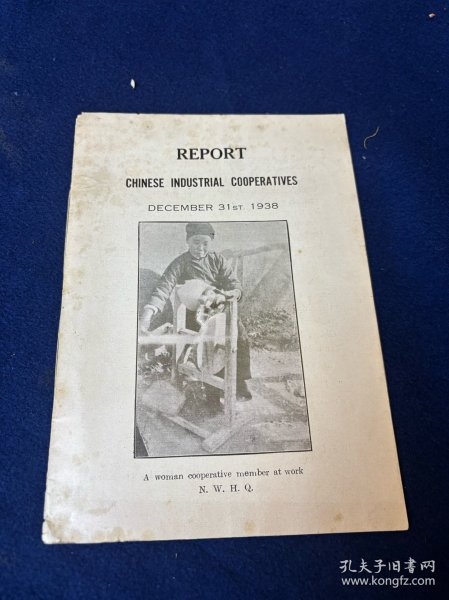 REPORT
CHINESE INDUSTRIAL COOPERATIVES
DECEMBER 31ST. 1938
A woman cooperative member at work
N. W. H. Q.
孔夫子旧书网
www.kongfz.com